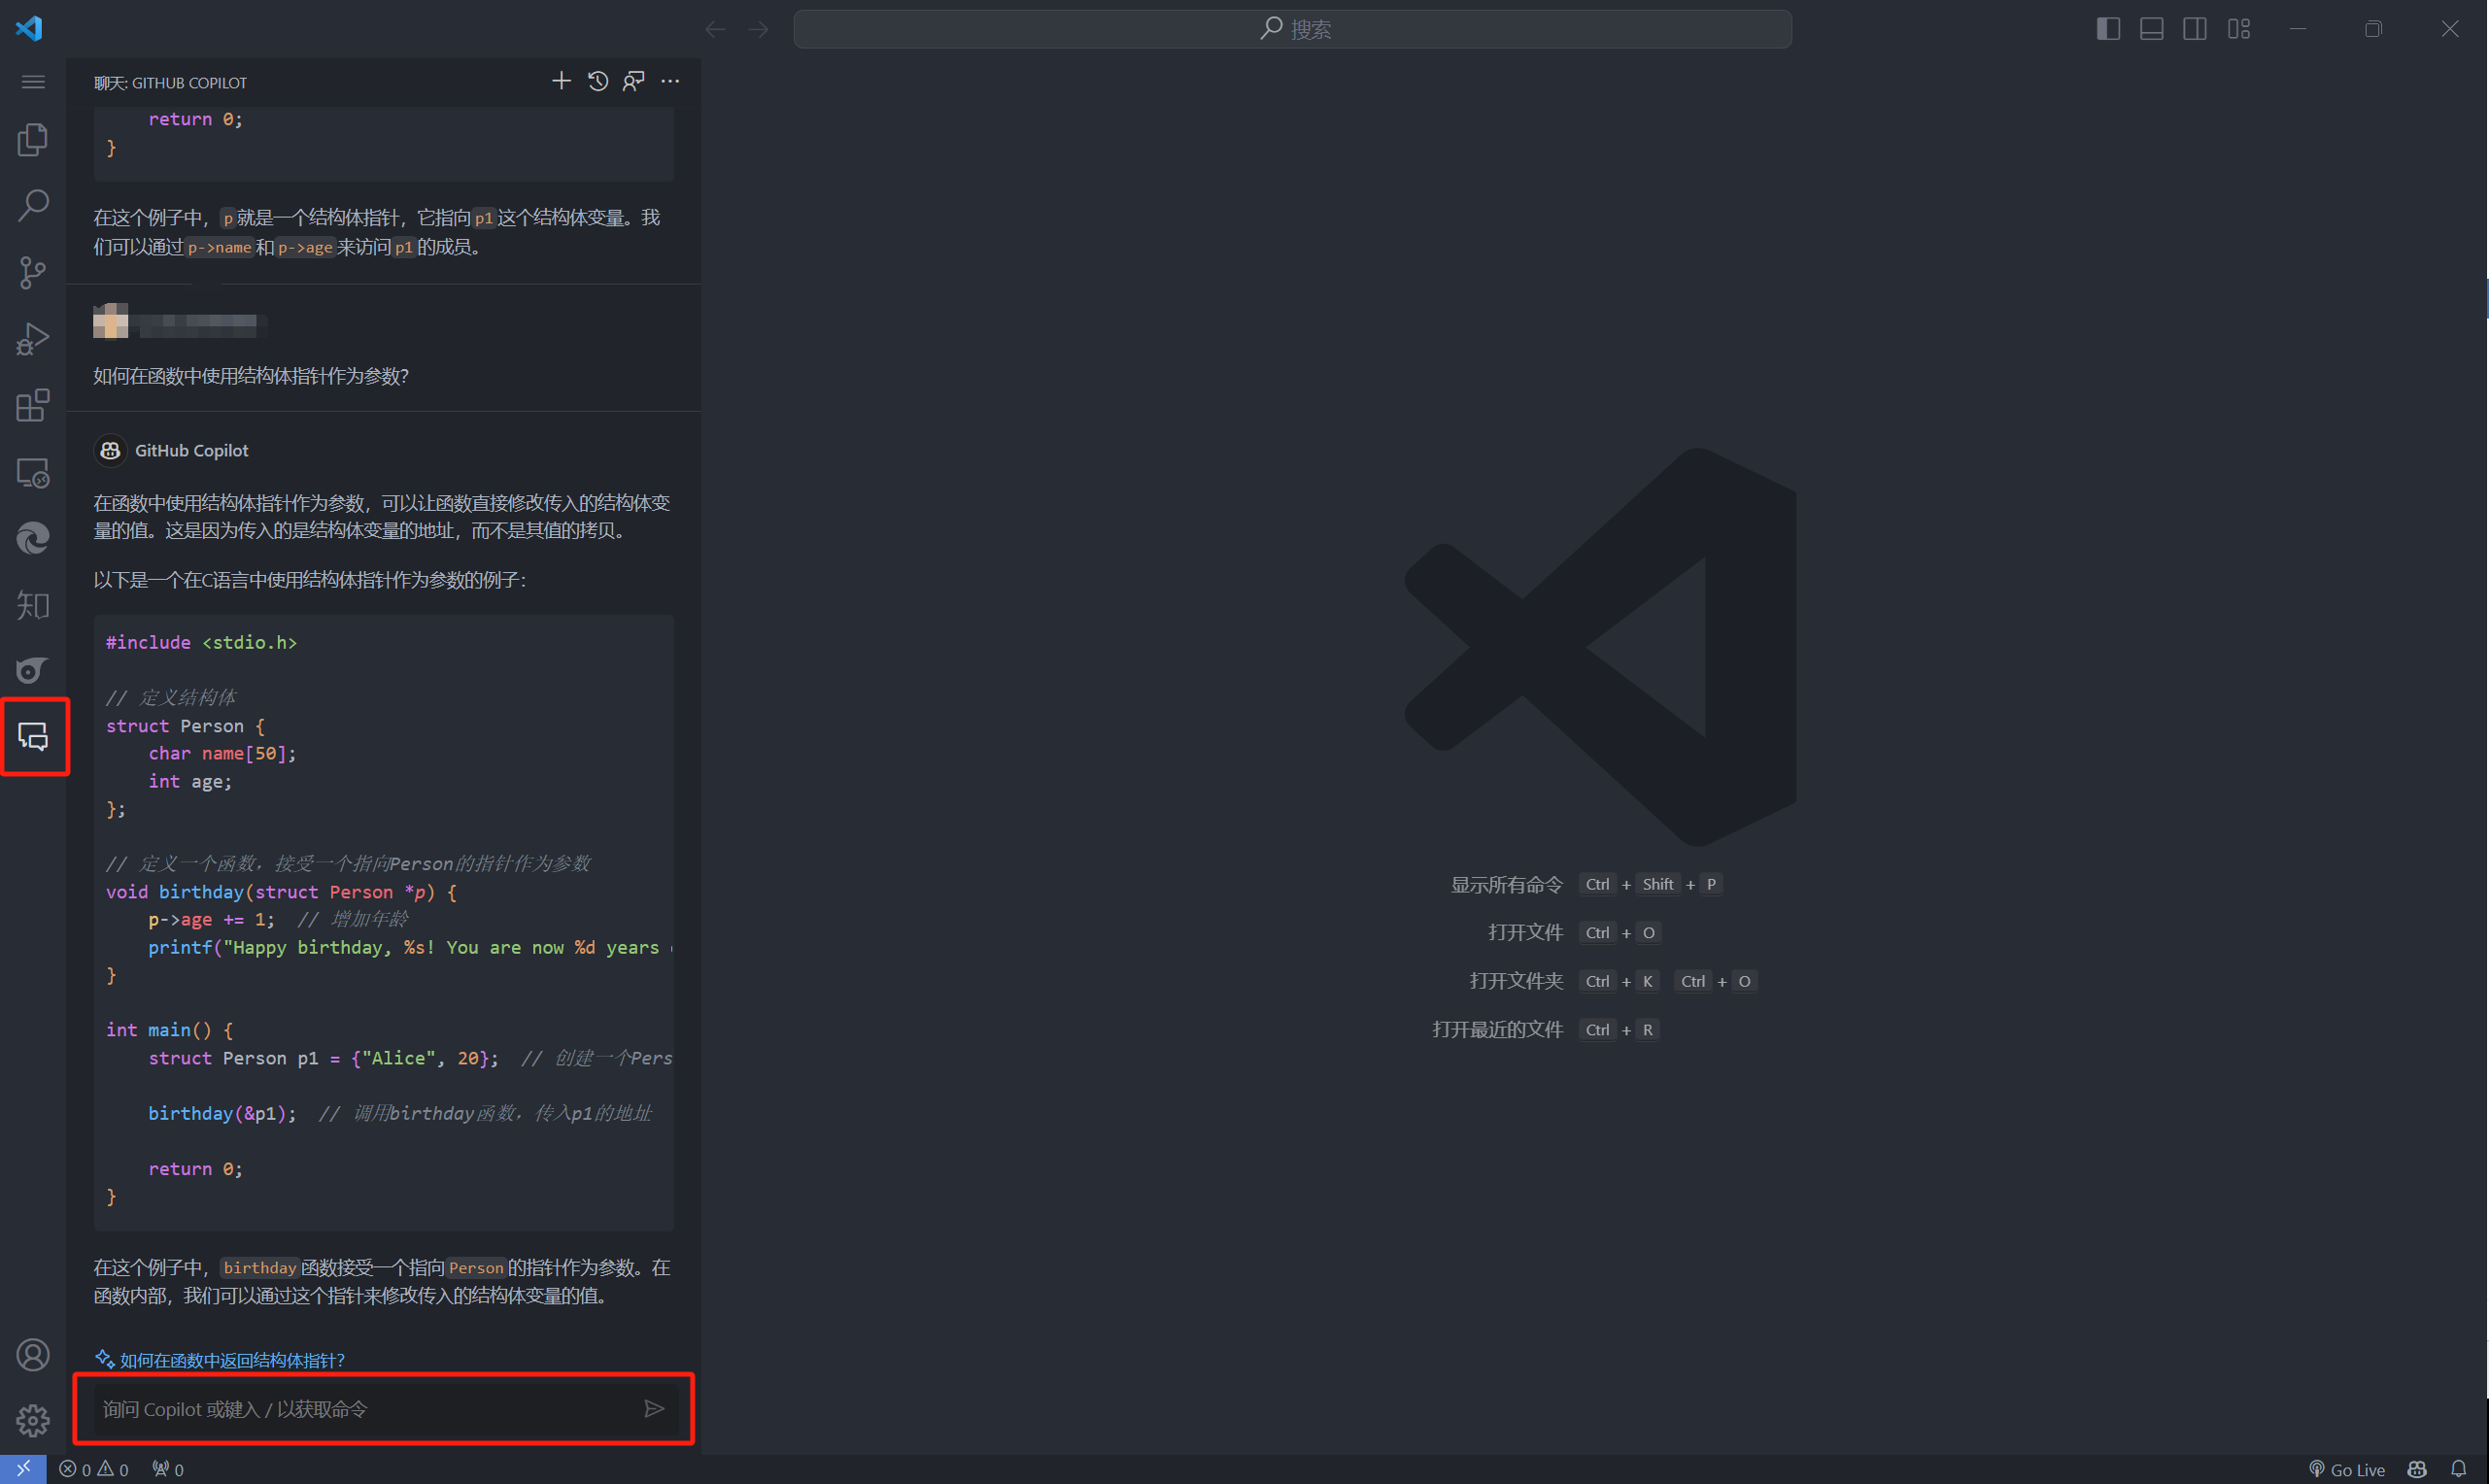 搜索
聊天: GITHUB COPILOT
return 0;
}
在这个例子中，p就是一个结构体指针，它指向p1这个结构体变量。我
们可以通过p->name和p->age来访问p1的成员。
如何在函数中使用结构体指针作为参数?
GitHub Copilot
在函数中使用结构体指针作为参数，可以让函数直接修改传入的结构体变
量的值。这是因为传入的是结构体变量的地址，而不是其值的拷贝。
以下是一个在C语言中使用结构体指针作为参数的例子：
#include <stdio.h>
// 定义结构体
struct Person {
char name[50];
int age;
};
// 定义一个函数，接受一个指向Person的指针作为参数
void birthday(struct Person *p) {
p->age += 1;  // 增加年龄
printf("Happy birthday, %s! You are now %d years
}
int main() {
struct Person p1 = {"Alice", 20};  // 创建一个Pers
birthday(&p1);  // 调用birthday函数，传入p1的地址
return 0;
}
在这个例子中，birthday函数接受一个指向Person的指针作为参数。在
函数内部，我们可以通过这个指针来修改传入的结构体变量的值。
如何在函数中返回结构体指针?
询问 Copilot 或键入 / 以获取命令
知
显示所有命令 Ctrl + Shift + P
打开文件 Ctrl + O
打开文件夹 Ctrl + K Ctrl + O
打开最近的文件 Ctrl + R
0 0 0
Go Live